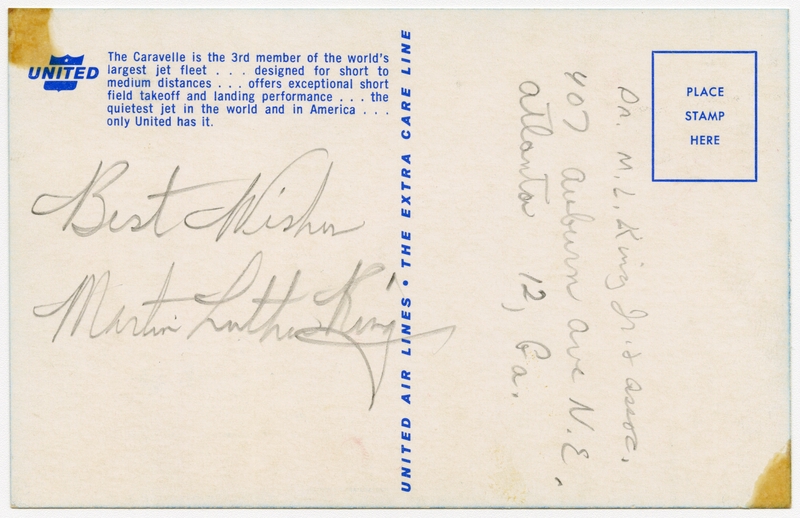 UNITED
The Caravelle is the 3rd member of the world's
largest jet fleet . . . designed for short to
medium distances . . . offers exceptional short
field takeoff and landing performance . . . the
quietest jet in the world and in America . . .
only United has it.
Best Wishes
Martin Luther King
UNITED AIR LINES • THE EXTRA CARE LINE
PLACE
STAMP
HERE
Dr. M. L. King Jr. & assoc.
407 auburn ave N.E.
atlanta 12, Ga.